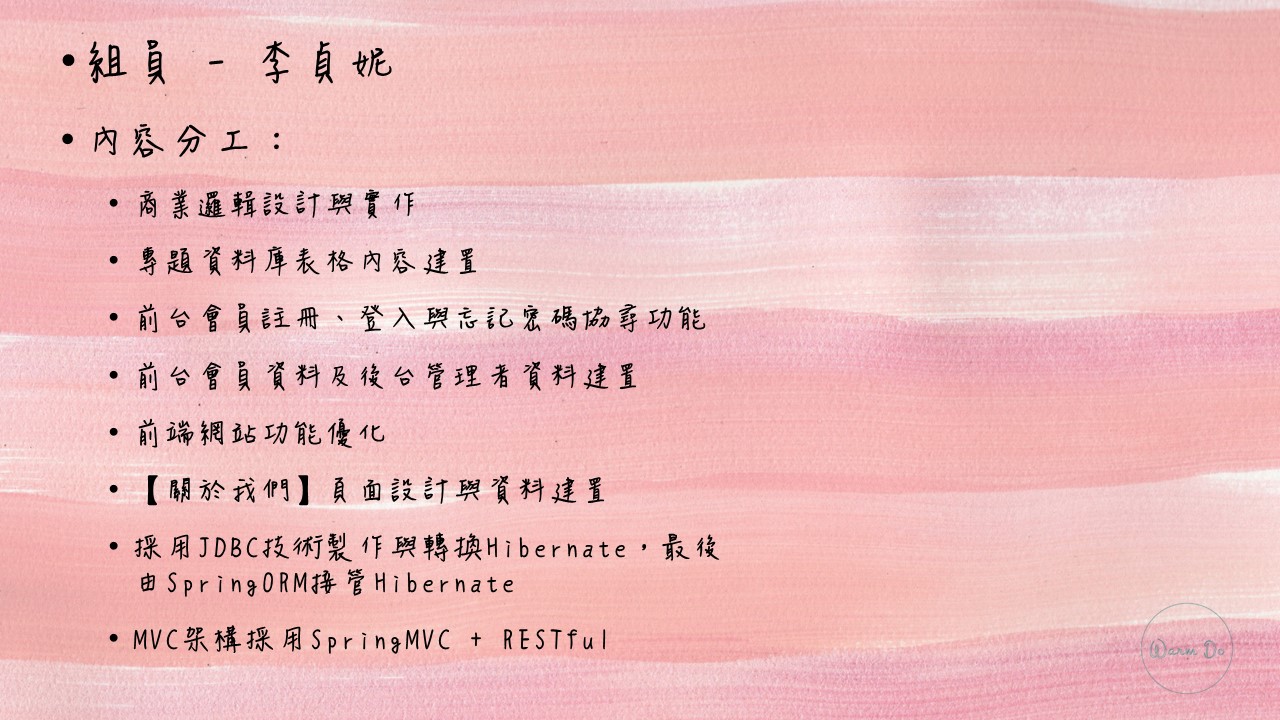 •組員 - 李貞妮
•內容分工：
•商業邏輯設計與實作
•專題資料庫表格內容建置
•前台會員註冊、登入與忘記密碼協尋功能
•前台會員資料及後台管理者資料建置
•前端網站功能優化
•【關於我們】頁面設計與資料建置
•採用JDBC技術製作與轉換Hibernate，最後
由SpringORM接管Hibernate
•MVC架構採用SpringMVC + RESTful
Warm Do